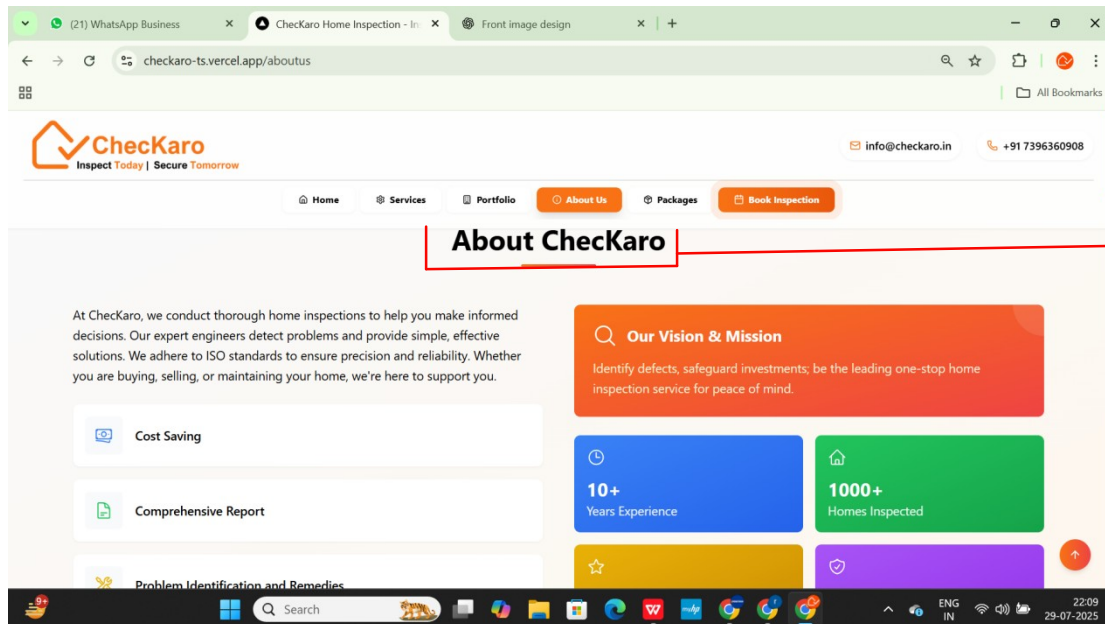 (21) WhatsApp Business
ChecKaro Home Inspection - In
Front image design
checkaro-ts.vercel.app/aboutus
All Bookmarks
ChecKaro
Inspect Today | Secure Tomorrow
info@checkaro.in
+91 7396360908
Home
Services
Portfolio
About Us
Packages
Book Inspection
About ChecKaro
At ChecKaro, we conduct thorough home inspections to help you make informed
decisions. Our expert engineers detect problems and provide simple, effective
solutions. We adhere to ISO standards to ensure precision and reliability. Whether
you are buying, selling, or maintaining your home, we're here to support you.
Cost Saving
Comprehensive Report
Problem Identification and Remedies
Our Vision & Mission
Identify defects, safeguard investments; be the leading one-stop home
inspection service for peace of mind.
10+
Years Experience
1000+
Homes Inspected
9+
Search
myhp
ENG
IN
22:09
29-07-2025